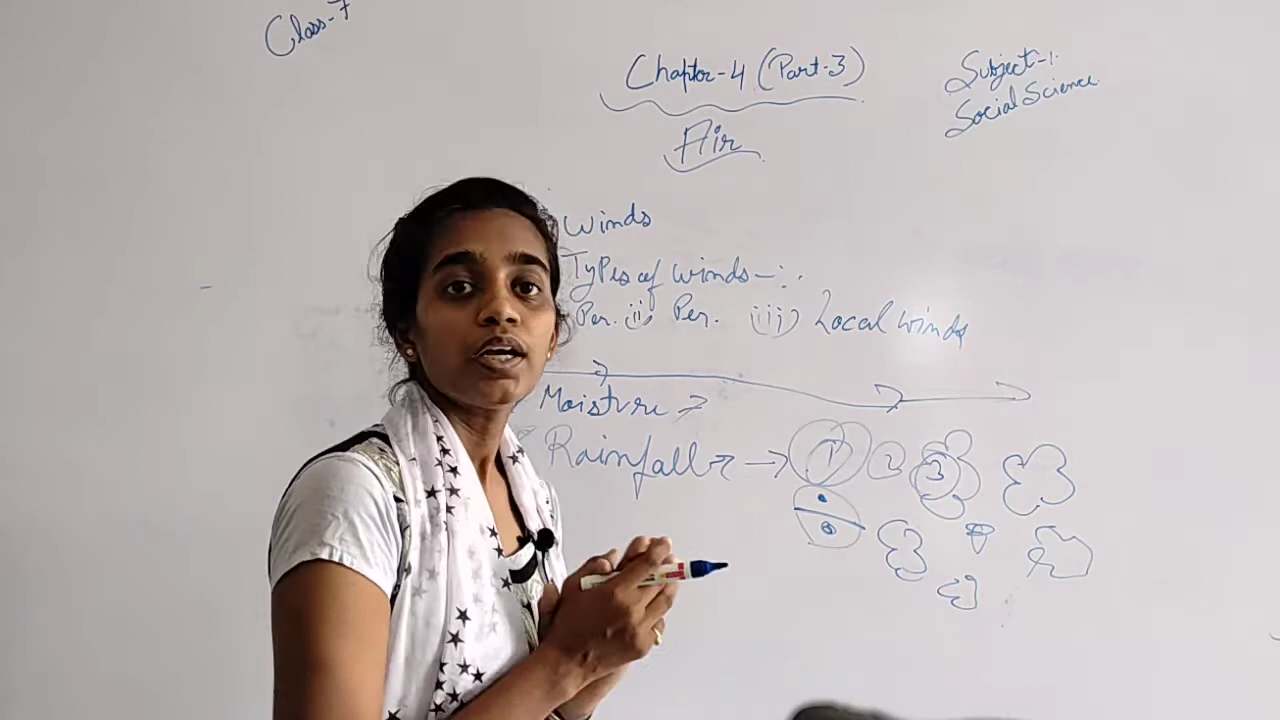 Class-7
Chapter-4 (Part-3)
Subject-:
Social Science
Air
Winds
Types of winds-:
Per. ii) Per. iii) Local winds
Moisture
Rainfall
1 2 3